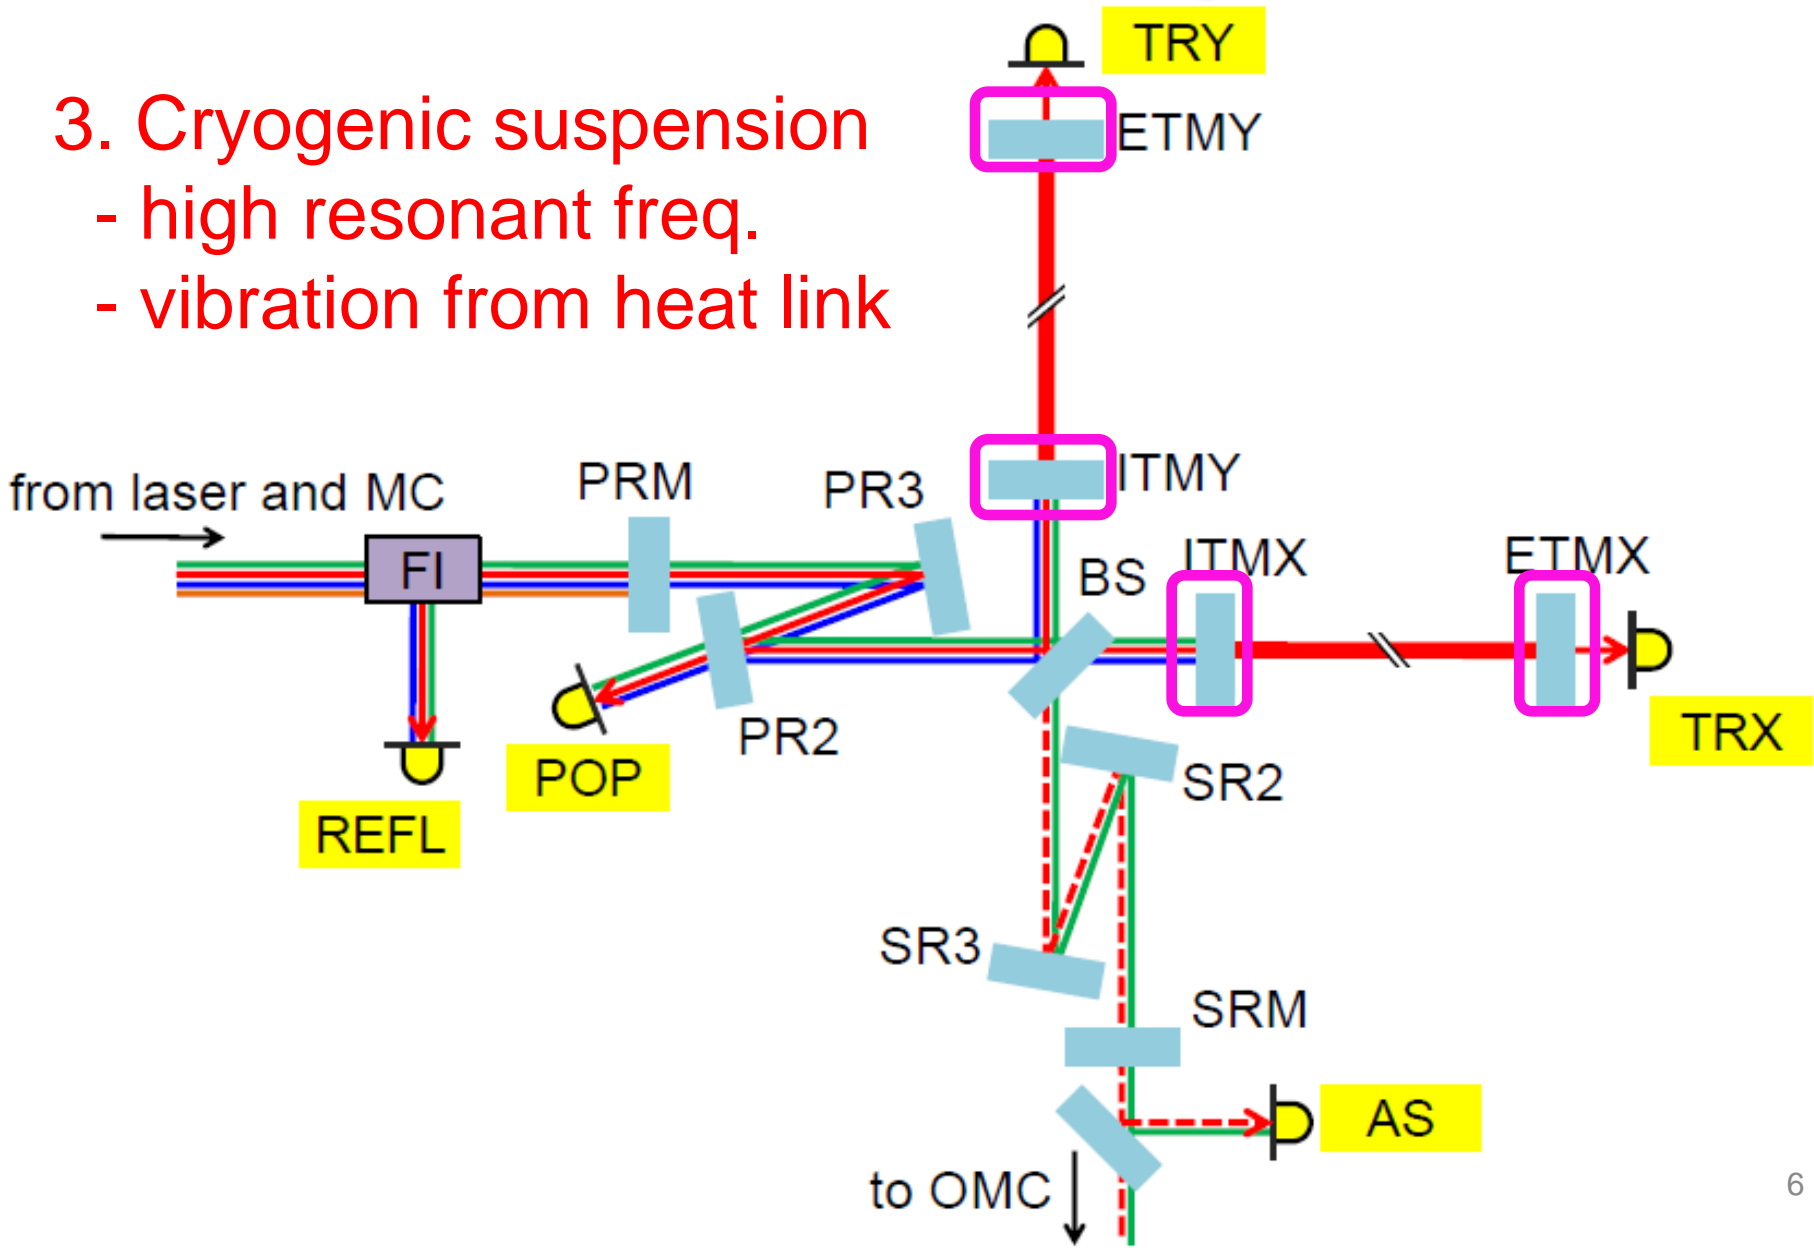 TRY
3. Cryogenic suspension
- high resonant freq.
- vibration from heat link
ETMY
ITMY
from laser and MC
PRM
PR3
FI
BS
ITMX
ETMX
PR2
TRX
POP
REFL
SR2
SR3
SRM
AS
to OMC
6